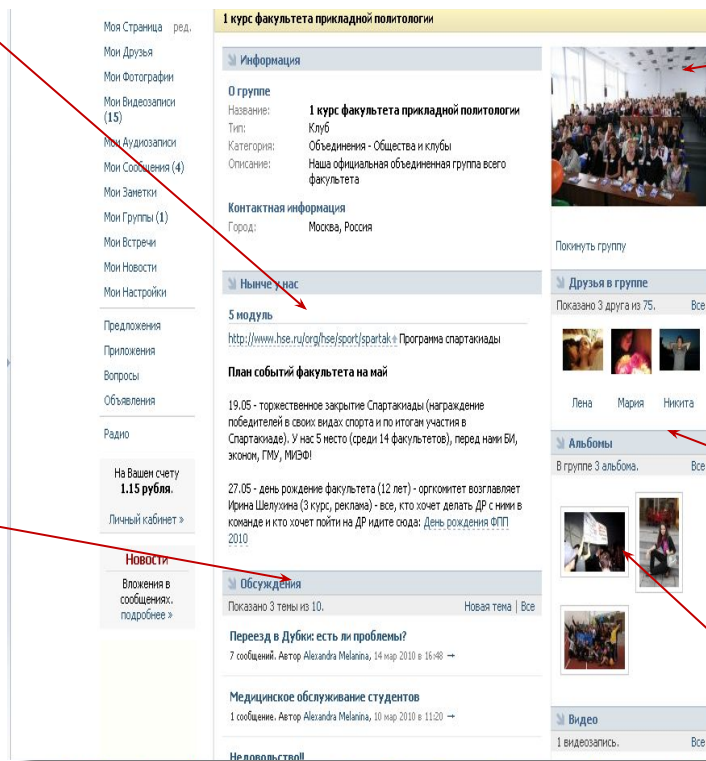 Моя Страница ред.
Мои Друзья
Мои Фотографии
Мои Видеозаписи
(15)
Мои Аудиозаписи
Мои Сообщения (4)
Мои Заметки
Мои Группы (1)
Мои Встречи
Мои Новости
Мои Настройки
Предложения
Приложения
Вопросы
Объявления
Радио
На Вашем счету
1.15 рубля.
Личный кабинет »
Новости
Вложения в
сообщениях.
подробнее »
1 курс факультета прикладной политологии
Информация
О группе
Название: 1 курс факультета прикладной политологии
Тип: Клуб
Категория: Объединения - Общества и клубы
Описание: Наша официальная объединенная группа всего
факультета
Контактная информация
Город: Москва, Россия
Нынче у нас
5 модуль
http://www.hse.ru/org/hse/sport/spartak+ Программа спартакиады
План событий факультета на май
19.05 - торжественное закрытие Спартакиады (награждение
победителей в своих видах спорта и по итогам участия в
Спартакиаде). У нас 5 место (среди 14 факультетов), перед нами БИ,
эконом, ГМУ, МИЭФ!
27.05 - день рождение факультета (12 лет) - оргкомитет возглавляет
Ирина Шелухина (3 курс, реклама) - все, кто хочет делать ДР с ними в
команде и кто хочет пойти на ДР идите сюда: День рождения ФПП
2010
Обсуждения
Показано 3 темы из 10. Новая тема | Все
Переезд в Дубки: есть ли проблемы?
7 сообщений. Автор Alexandra Melanina, 14 мар 2010 в 16:48 →
Медицинское обслуживание студентов
1 сообщение. Автор Alexandra Melanina, 10 мар 2010 в 11:20 →
Недовольство!!
Покинуть группу
Друзья в группе
Показано 3 друга из 75. Все
Лена Мария Никита
Альбомы
В группе 3 альбома. Все
Видео
1 видеозапись. Все